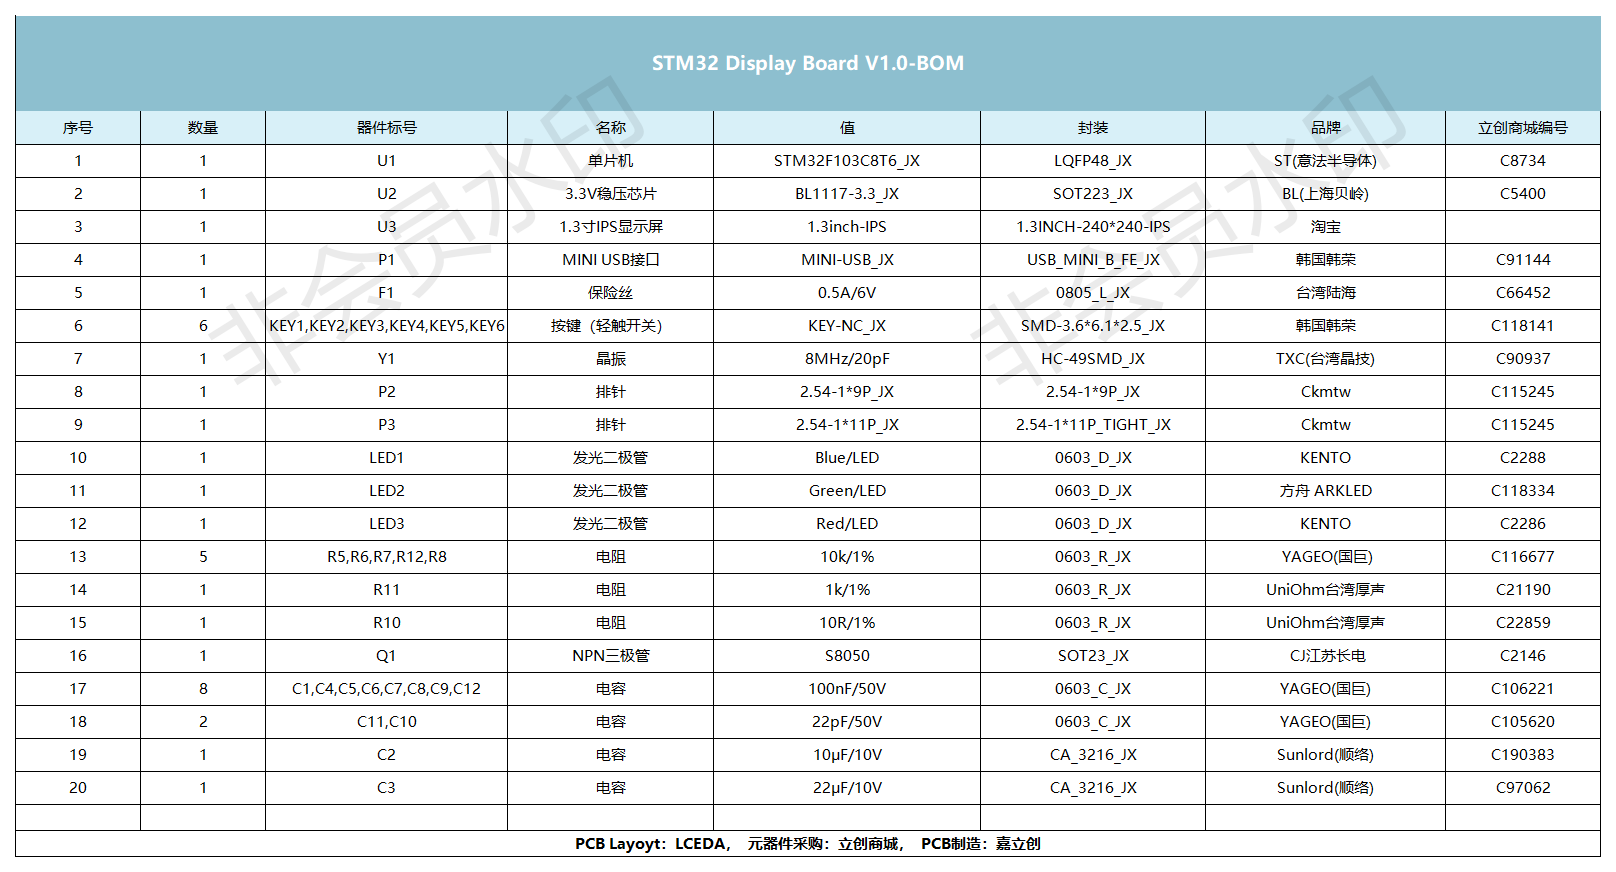 STM32 Display Board V1.0-BOM
序号 数量 器件标号 名称 值 封装 品牌 立创商城编号
1 1 U1 单片机 STM32F103C8T6_JX LQFP48_JX ST(意法半导体) C8734
2 1 U2 3.3V稳压芯片 BL1117-3.3_JX SOT223_JX BL(上海贝岭) C5400
3 1 U3 1.3寸IPS显示屏 1.3inch-IPS 1.3INCH-240*240-IPS 淘宝
4 1 P1 MINI USB接口 MINI-USB_JX USB_MINI_B_FE_JX 韩国韩荣 C91144
5 1 F1 保险丝 0.5A/6V 0805_L_JX 台湾陆海 C66452
6 6 KEY1,KEY2,KEY3,KEY4,KEY5,KEY6 按键（轻触开关） KEY-NC_JX SMD-3.6*6.1*2.5_JX 韩国韩荣 C118141
7 1 Y1 晶振 8MHz/20pF HC-49SMD_JX TXC(台湾晶技) C90937
8 1 P2 排针 2.54-1*9P_JX 2.54-1*9P_JX Ckmtw C115245
9 1 P3 排针 2.54-1*11P_JX 2.54-1*11P_TIGHT_JX Ckmtw C115245
10 1 LED1 发光二极管 Blue/LED 0603_D_JX KENTO C2288
11 1 LED2 发光二极管 Green/LED 0603_D_JX 方舟 ARKLED C118334
12 1 LED3 发光二极管 Red/LED 0603_D_JX KENTO C2286
13 5 R5,R6,R7,R12,R8 电阻 10k/1% 0603_R_JX YAGEO(国巨) C116677
14 1 R11 电阻 1k/1% 0603_R_JX UniOhm台湾厚声 C21190
15 1 R10 电阻 10R/1% 0603_R_JX UniOhm台湾厚声 C22859
16 1 Q1 NPN三极管 S8050 SOT23_JX CJ江苏长电 C2146
17 8 C1,C4,C5,C6,C7,C8,C9,C12 电容 100nF/50V 0603_C_JX YAGEO(国巨) C106221
18 2 C11,C10 电容 22pF/50V 0603_C_JX YAGEO(国巨) C105620
19 1 C2 电容 10μF/10V CA_3216_JX Sunlord(顺络) C190383
20 1 C3 电容 22μF/10V CA_3216_JX Sunlord(顺络) C97062
PCB Layoyt：LCEDA， 元器件采购：立创商城， PCB制造：嘉立创
非会员水印
非会员水印